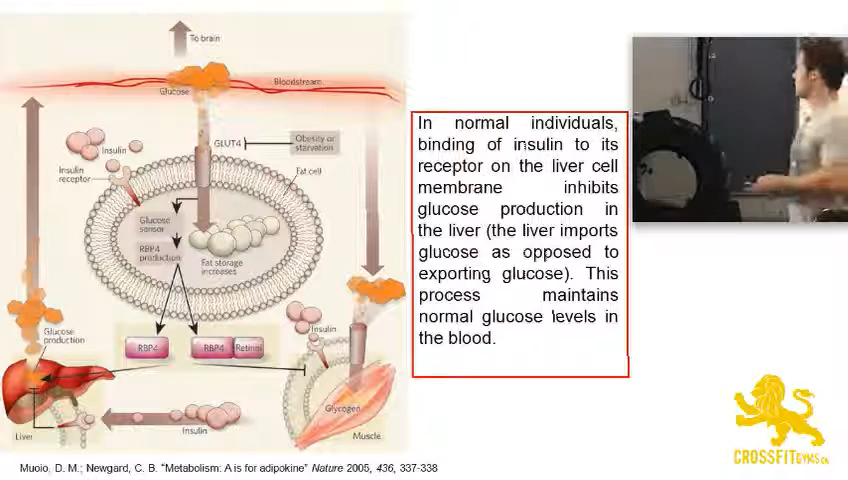 To brain
Bloodstream
Glucose
Insulin
GLUT4
Obesity or
starvation
Insulin
receptor
Fat cell
Glucose
sensor
RBP4
production
Fat storage
increases
Insulin
Glucose
production
RBP4
RBP4 Retinol
Glycogen
Liver
Insulin
Muscle
In normal individuals,
binding of insulin to its
receptor on the liver cell
membrane inhibits
glucose production in
the liver (the liver imports
glucose as opposed to
exporting glucose). This
process maintains
normal glucose levels in
the blood.
Muoio, D. M.; Newgard, C. B. “Metabolism: A is for adipokine” Nature 2005, 436, 337-338
CROSSFITGYMS.CA